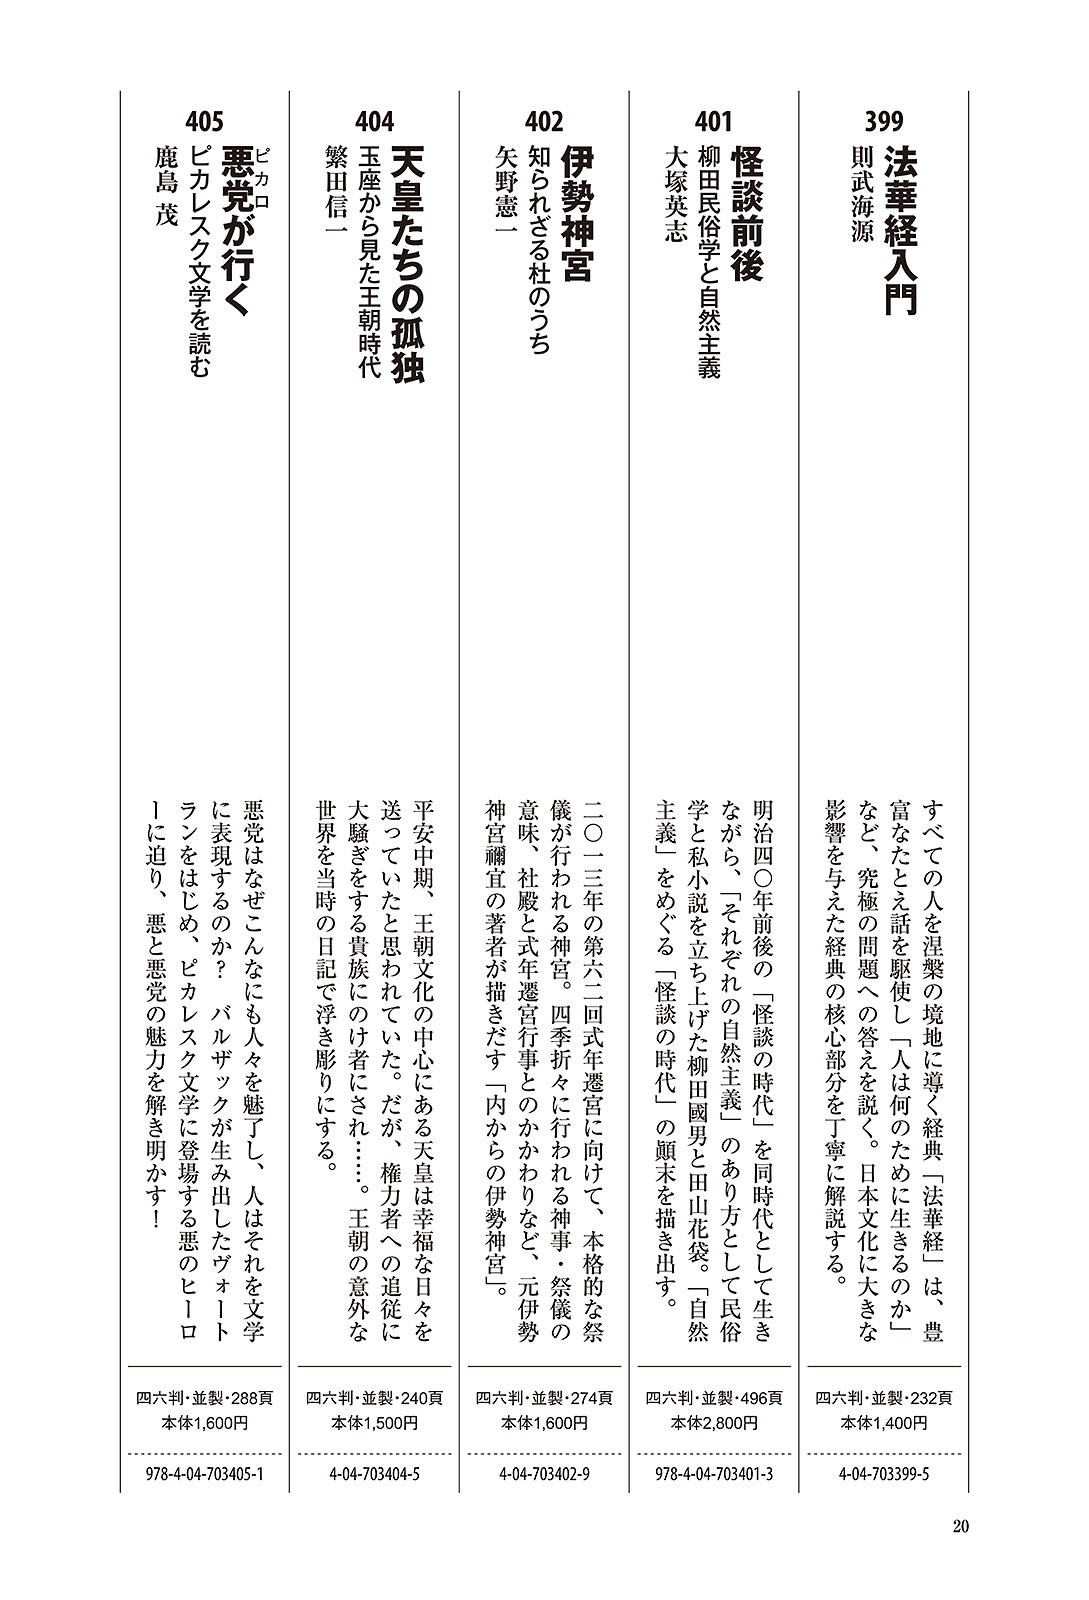 399
法華経入門
則武海源
すべての人を涅槃の境地に導く経典「法華経」は、豊
富なたとえ話を駆使し「人は何のために生きるのか」
など、究極の問題への答えを説く。日本文化に大きな
影響を与えた経典の核心部分を丁寧に解説する。
四六判・並製・232頁
本体1,400円
4-04-703399-5
401
怪談前後
柳田民俗学と自然主義
大塚英志
明治四〇年前後の「怪談の時代」を同時代として生き
ながら、「それぞれの自然主義」のあり方として民俗
学と私小説を立ち上げた柳田國男と田山花袋。「自然
主義」をめぐる「怪談の時代」の顛末を描き出す。
四六判・並製・496頁
本体2,800円
978-4-04-703401-3
402
伊勢神宮
知られざる杜のうち
矢野憲一
二〇一三年の第六二回式年遷宮に向けて、本格的な祭
儀が行われる神宮。四季折々に行われる神事・祭儀の
意味、社殿と式年遷宮行事とのかかわりなど、元伊勢
神宮禰宜の著者が描きだす「内からの伊勢神宮」。
四六判・並製・274頁
本体1,600円
4-04-703402-9
404
天皇たちの孤独
玉座から見た王朝時代
繁田信一
平安中期、王朝文化の中心にある天皇は幸福な日々を
送っていたと思われていた。だが、権力者への追従に
大騒ぎをする貴族にのけ者にされ……。王朝の意外な
世界を当時の日記で浮き彫りにする。
四六判・並製・240頁
本体1,500円
4-04-703404-5
405
ピカロ
悪党が行く
ピカレスク文学を読む
鹿島 茂
悪党はなぜこんなにも人々を魅了し、人はそれを文学
に表現するのか？ バルザックが生み出したヴォート
ランをはじめ、ピカレスク文学に登場する悪のヒーロ
ーに迫り、悪と悪党の魅力を解き明かす！
四六判・並製・288頁
本体1,600円
978-4-04-703405-1
20